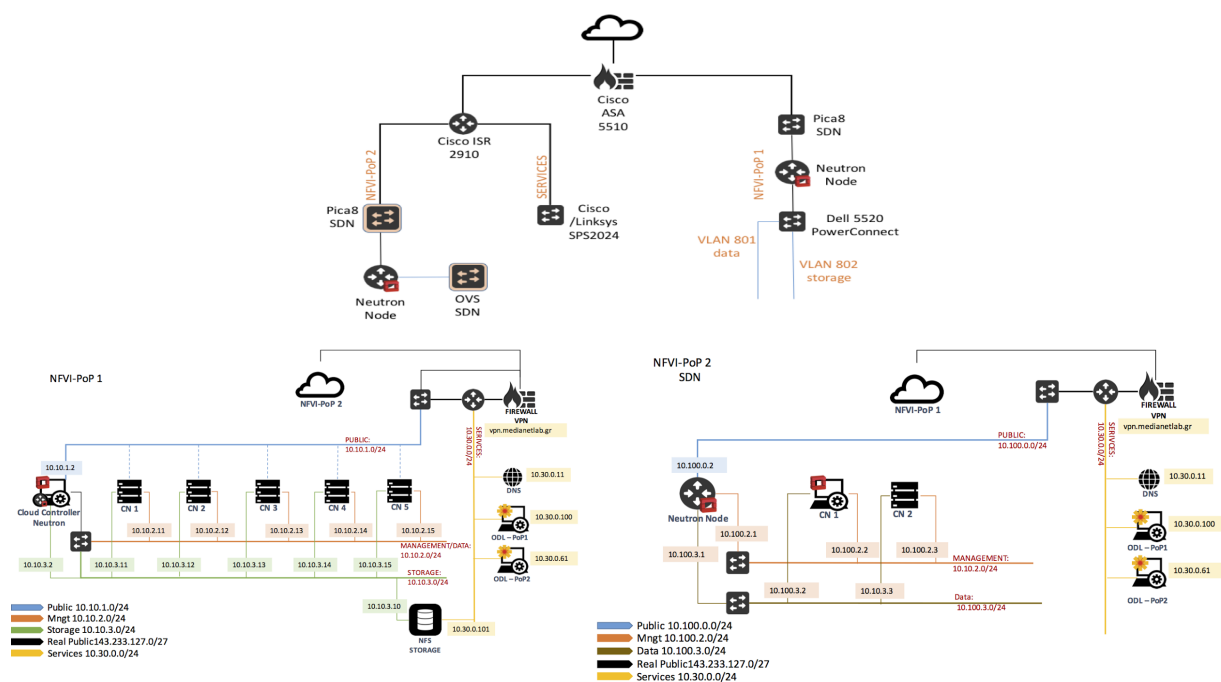 Cisco
ASA
5510
Cisco ISR
2910
Pica8
SDN
NFVI-PoP 2
SERVICES
NFVI-PoP 1
Neutron
Node
Pica8
SDN
Cisco
/Linksys
SPS2024
Dell 5520
PowerConnect
VLAN 801
data
VLAN 802
storage
Neutron
Node
OVS
SDN
NFVI-PoP 1
NFVI-PoP 2
FIREWALL
VPN
vpn.medianetlab.gr
PUBLIC:
10.10.1.0/24
SERIVCES:
10.30.0.0/24
10.10.1.2
Cloud Controller
Neutron
CN 1
CN 2
CN 3
CN 4
CN 5
10.30.0.11
DNS
10.30.0.100
ODL – PoP1
10.10.2.11
10.10.2.12
10.10.2.13
10.10.2.14
10.10.2.15
MANAGEMENT/DATA:
10.10.2.0/24
10.30.0.61
ODL – PoP2
10.10.3.2
10.10.3.11
10.10.3.12
10.10.3.13
10.10.3.14
10.10.3.15
STORAGE:
10.10.3.0/24
10.10.3.10
NFS
STORAGE
10.30.0.101
Public 10.10.1.0/24
Mngt 10.10.2.0/24
Storage 10.10.3.0/24
Real Public143.233.127.0/27
Services 10.30.0.0/24
NFVI-PoP 2
SDN
NFVI-PoP 1
FIREWALL
VPN
vpn.medianetlab.gr
PUBLIC:
10.100.0.0/24
SERIVCES:
10.30.0.0/24
10.100.0.2
Neutron Node
CN 1
CN 2
10.30.0.11
DNS
10.30.0.100
ODL – PoP1
10.100.2.1
10.100.2.2
10.100.2.3
10.100.3.1
MANAGEMENT:
10.10.2.0/24
10.30.0.61
ODL – PoP2
10.100.3.2
10.10.3.3
Data:
10.100.3.0/24
Public 10.100.0.0/24
Mngt 10.100.2.0/24
Data 10.100.3.0/24
Real Public143.233.127.0/27
Services 10.30.0.0/24